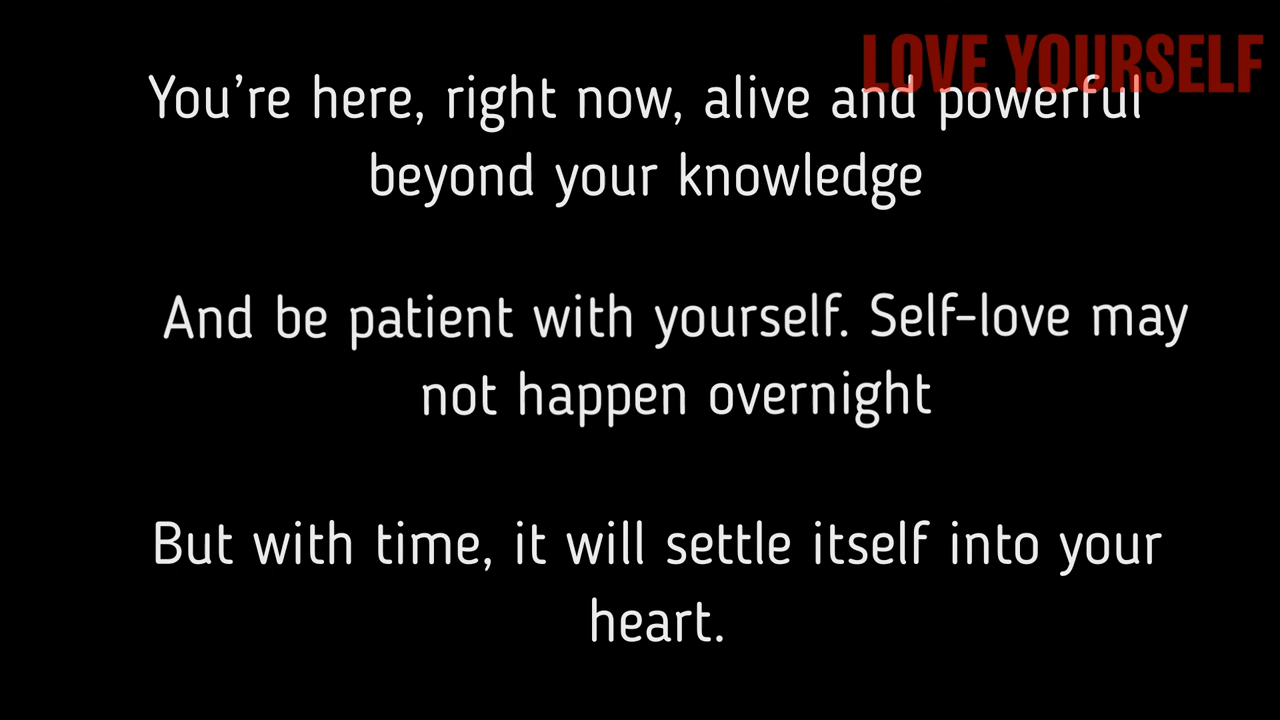 LOVE YOURSELF
You’re here, right now, alive and powerful
beyond your knowledge
And be patient with yourself. Self-love may
not happen overnight
But with time, it will settle itself into your
heart.